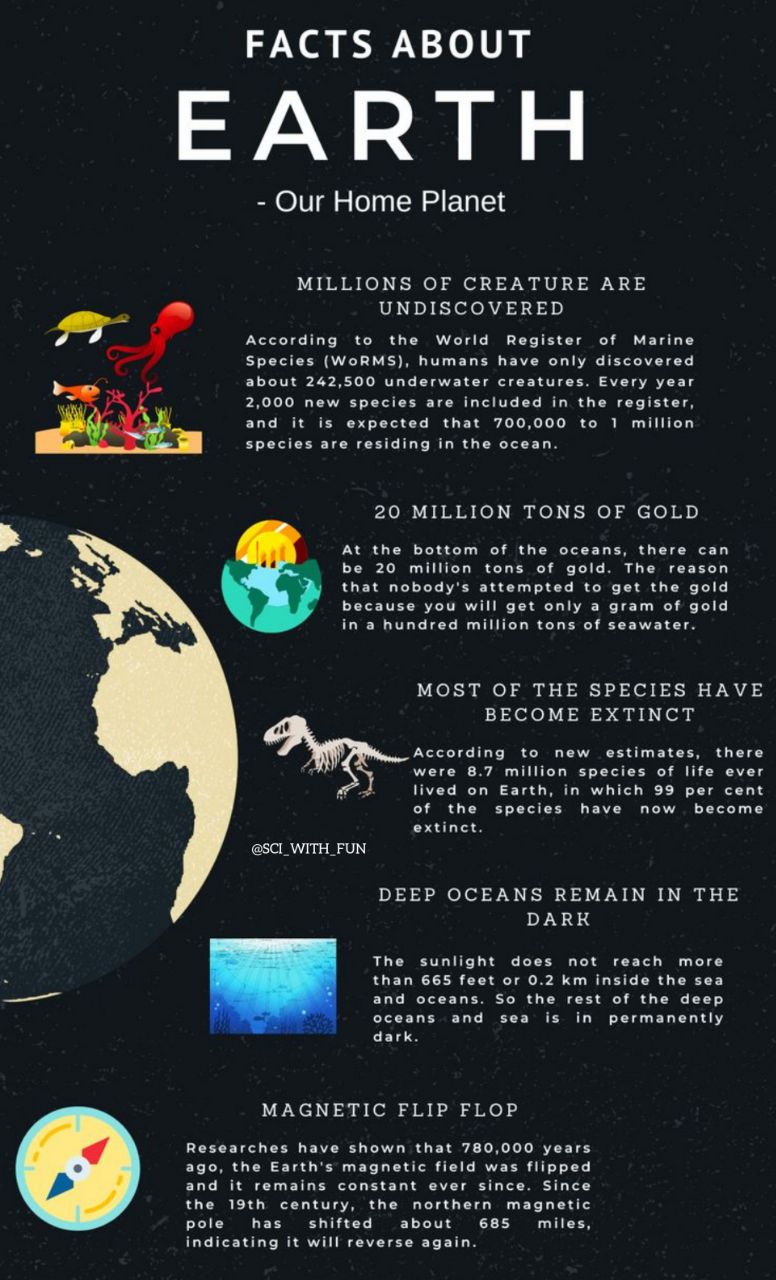 FACTS ABOUT
EARTH
- Our Home Planet
MILLIONS OF CREATURE ARE
UNDISCOVERED
According to the World Register of Marine
Species (WoRMS), humans have only discovered
about 242,500 underwater creatures. Every year
2,000 new species are included in the register,
and it is expected that 700,000 to 1 million
species are residing in the ocean.
20 MILLION TONS OF GOLD
At the bottom of the oceans, there can
be 20 million tons of gold. The reason
that nobody's attempted to get the gold
because you will get only a gram of gold
in a hundred million tons of seawater.
MOST OF THE SPECIES HAVE
BECOME EXTINCT
According to new estimates, there
were 8.7 million species of life ever
lived on Earth, in which 99 per cent
of the species have now become
extinct.
@SCI_WITH_FUN
DEEP OCEANS REMAIN IN THE
DARK
The sunlight does not reach more
than 665 feet or 0.2 km inside the sea
and oceans. So the rest of the deep
oceans and sea is in permanently
dark.
MAGNETIC FLIP FLOP
Researches have shown that 780,000 years
ago, the Earth's magnetic field was flipped
and it remains constant ever since. Since
the 19th century, the northern magnetic
pole has shifted about 685 miles,
indicating it will reverse again.